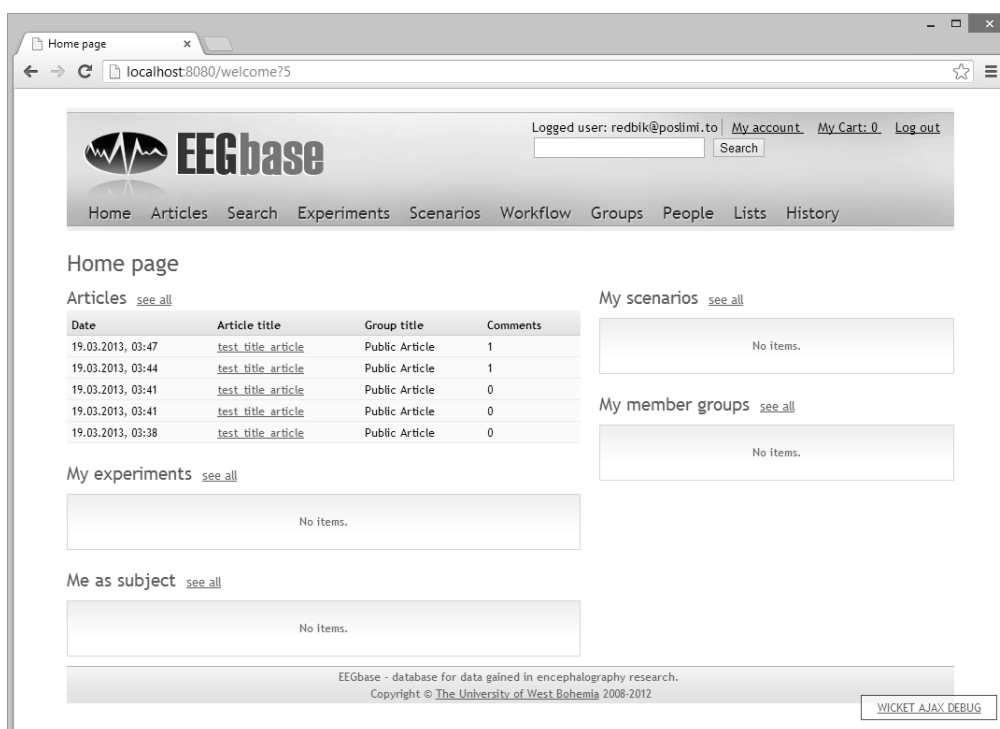 Home page
localhost:8080/welcome?5
Logged user: redbik@poslimi.to My account My Cart: 0 Log out
Search
EEGbase
Home Articles Search Experiments Scenarios Workflow Groups People Lists History
Home page
Articles see all
Date Article title Group title Comments
19.03.2013, 03:47 test title article Public Article 1
19.03.2013, 03:44 test title article Public Article 1
19.03.2013, 03:41 test title article Public Article 0
19.03.2013, 03:41 test title article Public Article 0
19.03.2013, 03:38 test title article Public Article 0
My experiments see all
No items.
Me as subject see all
No items.
My scenarios see all
No items.
My member groups see all
No items.
EEGbase - database for data gained in encephalography research.
Copyright © The University of West Bohemia 2008-2012
WICKET AJAX DEBUG